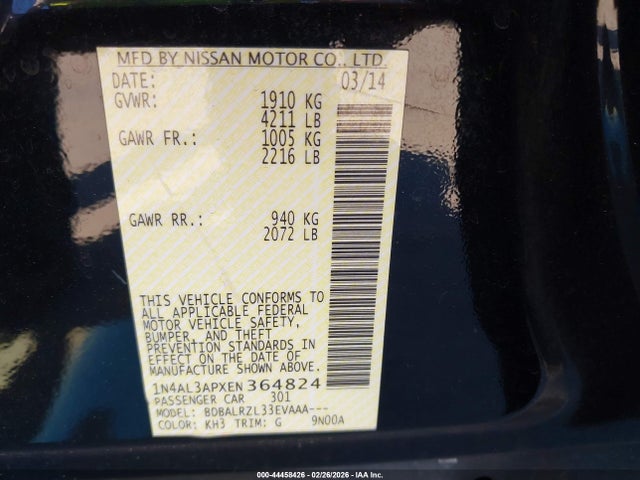 MFD BY NISSAN MOTOR CO., LTD.
DATE: 03/14
GVWR: 1910 KG
4211 LB
GAWR FR.: 1005 KG
2216 LB
GAWR RR.: 940 KG
2072 LB
THIS VEHICLE CONFORMS TO
ALL APPLICABLE FEDERAL
MOTOR VEHICLE SAFETY,
BUMPER, AND THEFT
PREVENTION STANDARDS IN
EFFECT ON THE DATE OF
MANUFACTURE SHOWN ABOVE.
1N4AL3APXEN364824
PASSENGER CAR 301
MODEL: BDBALRZL33EVAAA---
COLOR: KH3 TRIM: G 9N00A
000-44458426 - 02/26/2026 - IAA Inc.